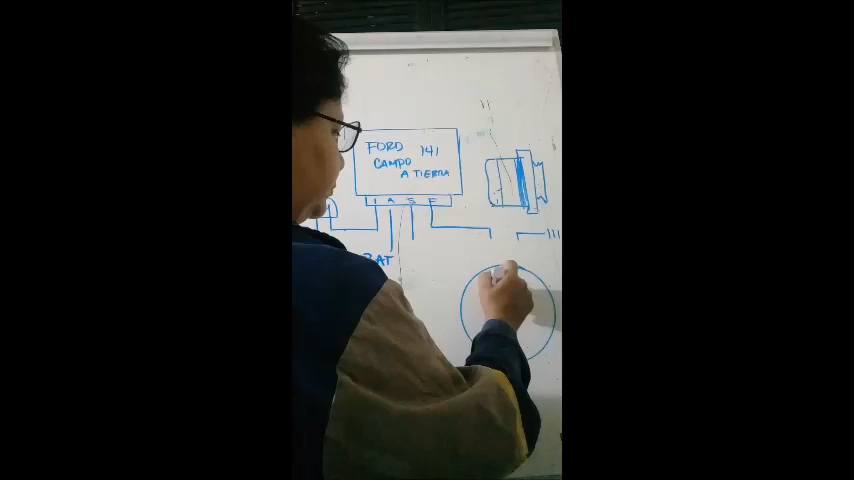 FORD 141
CAMPO
A TIERRA
I A S F
BAT